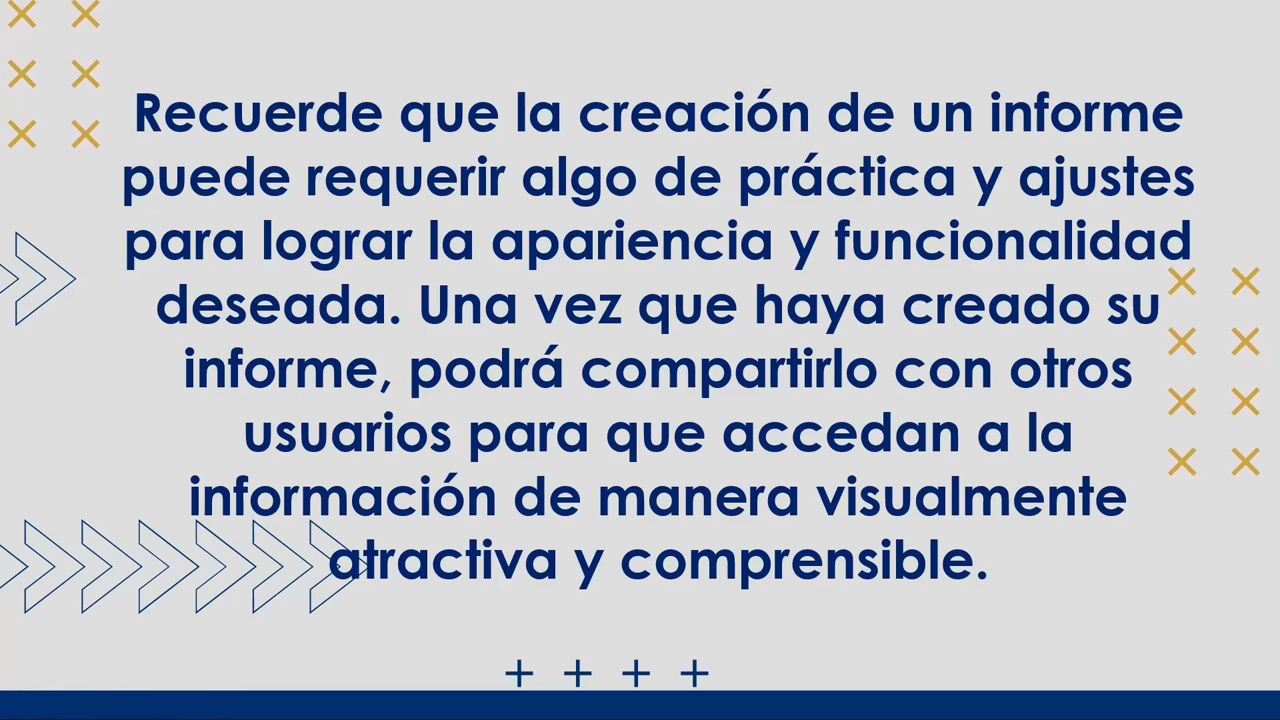 Recuerde que la creación de un informe
puede requerir algo de práctica y ajustes
para lograr la apariencia y funcionalidad
deseada. Una vez que haya creado su
informe, podrá compartirlo con otros
usuarios para que accedan a la
información de manera visualmente
atractiva y comprensible.